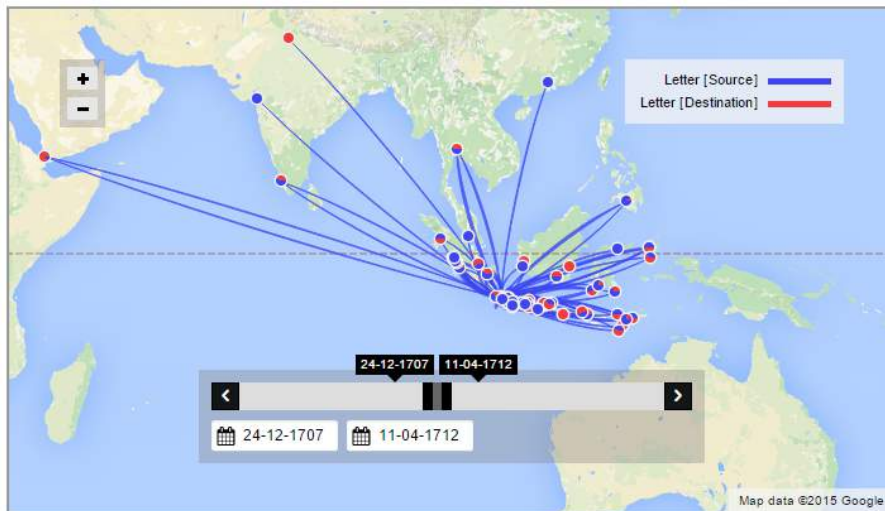 +
−
Letter [Source]
Letter [Destination]
24-12-1707 11-04-1712
24-12-1707 11-04-1712
Map data ©2015 Google